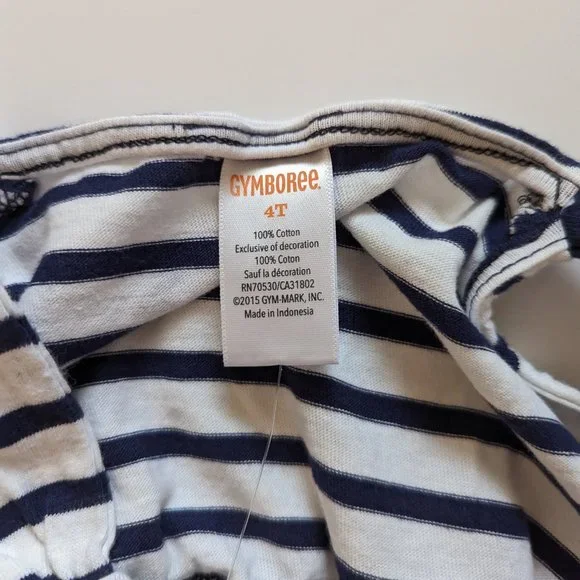 GYMBOREE.
4T
100% Cotton
Exclusive of decoration
100% Coton
Sauf la décoration
RN70530/CA31802
©2015 GYM-MARK, INC.
Made in Indonesia